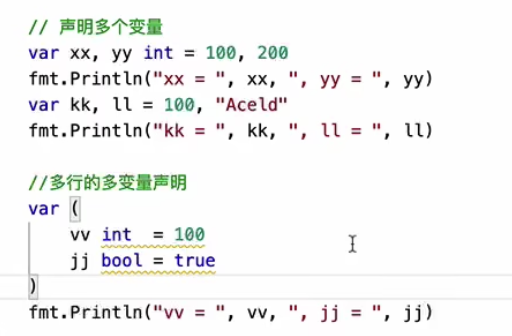 // 声明多个变量
var xx, yy int = 100, 200
fmt.Println("xx = ", xx, ", yy = ", yy)
var kk, ll = 100, "Aceld"
fmt.Println("kk = ", kk, ", ll = ", ll)
//多行的多变量声明
var (
vv int  = 100
jj bool = true
)
fmt.Println("vv = ", vv, ", jj = ", jj)